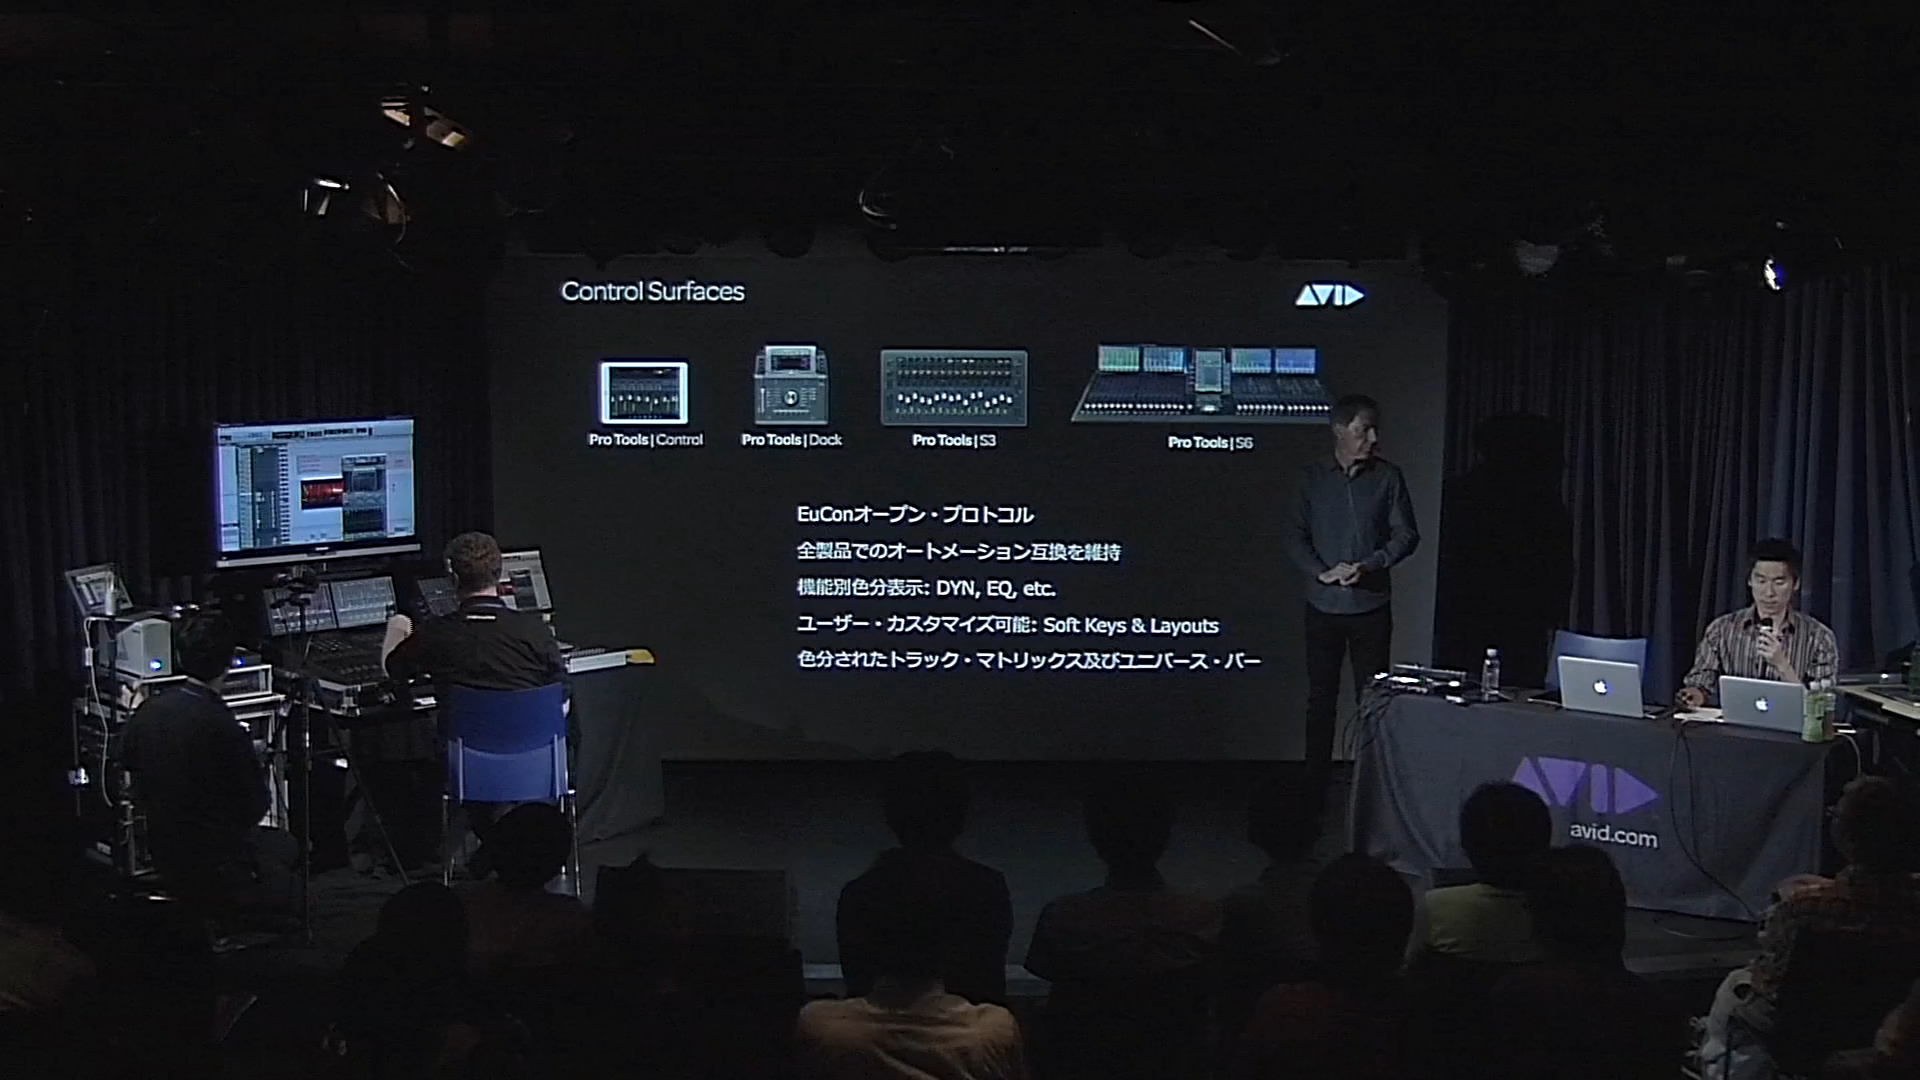 Control Surfaces
AVID
Pro Tools | Control
Pro Tools | Dock
Pro Tools | S3
Pro Tools | S6
EuConオープン・プロトコル
全製品でのオートメーション互換を維持
機能別色分表示: DYN, EQ, etc.
ユーザー・カスタマイズ可能: Soft Keys & Layouts
色分されたトラック・マトリックス及びユニバース・バー
AVID
avid.com